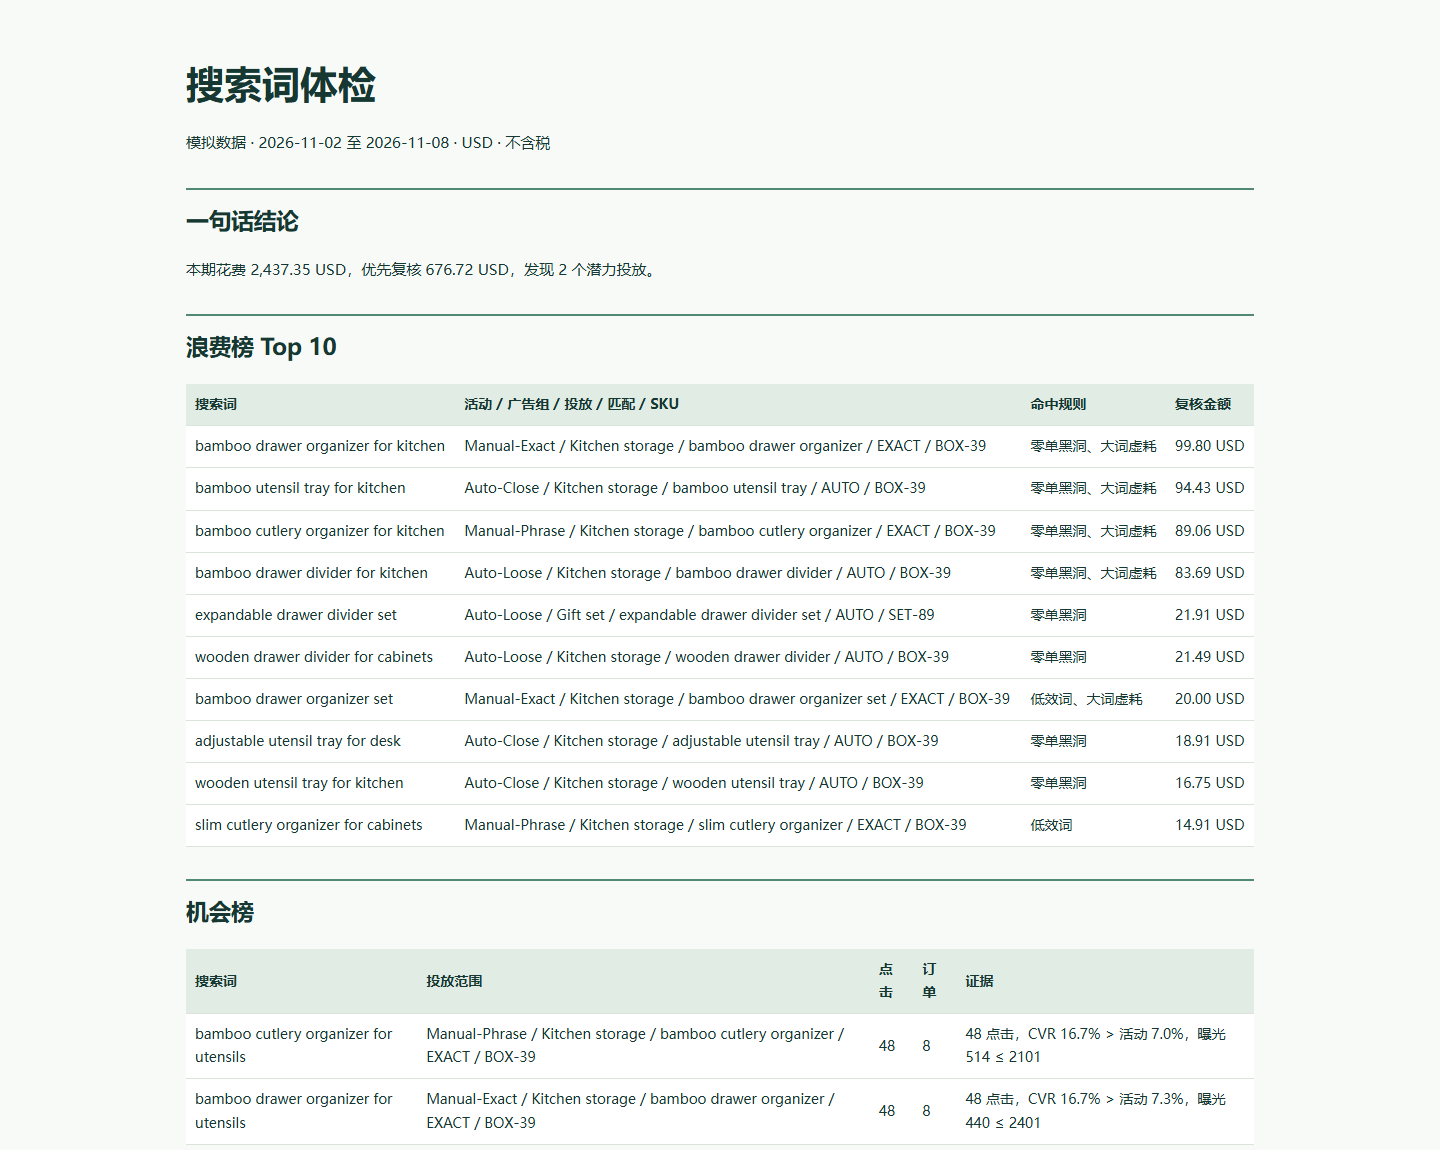 搜索词体检
模拟数据 · 2026-11-02 至 2026-11-08 · USD · 不含税
一句话结论
本期花费 2,437.35 USD，优先复核 676.72 USD，发现 2 个潜力投放。
浪费榜 Top 10
搜索词 活动 / 广告组 / 投放 / 匹配 / SKU 命中规则 复核金额
bamboo drawer organizer for kitchen Manual-Exact / Kitchen storage / bamboo drawer organizer / EXACT / BOX-39 零单黑洞、大词虚耗 99.80 USD
bamboo utensil tray for kitchen Auto-Close / Kitchen storage / bamboo utensil tray / AUTO / BOX-39 零单黑洞、大词虚耗 94.43 USD
bamboo cutlery organizer for kitchen Manual-Phrase / Kitchen storage / bamboo cutlery organizer / EXACT / BOX-39 零单黑洞、大词虚耗 89.06 USD
bamboo drawer divider for kitchen Auto-Loose / Kitchen storage / bamboo drawer divider / AUTO / BOX-39 零单黑洞、大词虚耗 83.69 USD
expandable drawer divider set Auto-Loose / Gift set / expandable drawer divider set / AUTO / SET-89 零单黑洞 21.91 USD
wooden drawer divider for cabinets Auto-Loose / Kitchen storage / wooden drawer divider / AUTO / BOX-39 零单黑洞 21.49 USD
bamboo drawer organizer set Manual-Exact / Kitchen storage / bamboo drawer organizer set / EXACT / BOX-39 低效词、大词虚耗 20.00 USD
adjustable utensil tray for desk Auto-Close / Kitchen storage / adjustable utensil tray / AUTO / BOX-39 零单黑洞 18.91 USD
wooden utensil tray for kitchen Auto-Close / Kitchen storage / wooden utensil tray / AUTO / BOX-39 零单黑洞 16.75 USD
slim cutlery organizer for cabinets Manual-Phrase / Kitchen storage / slim cutlery organizer / EXACT / BOX-39 低效词 14.91 USD
机会榜
搜索词 投放范围 点击 订单 证据
bamboo cutlery organizer for utensils Manual-Phrase / Kitchen storage / bamboo cutlery organizer / EXACT / BOX-39 48 8 48 点击，CVR 16.7% > 活动 7.0%，曝光 514 ≤ 2101
bamboo drawer organizer for utensils Manual-Exact / Kitchen storage / bamboo drawer organizer / EXACT / BOX-39 48 8 48 点击，CVR 16.7% > 活动 7.3%，曝光 440 ≤ 2401